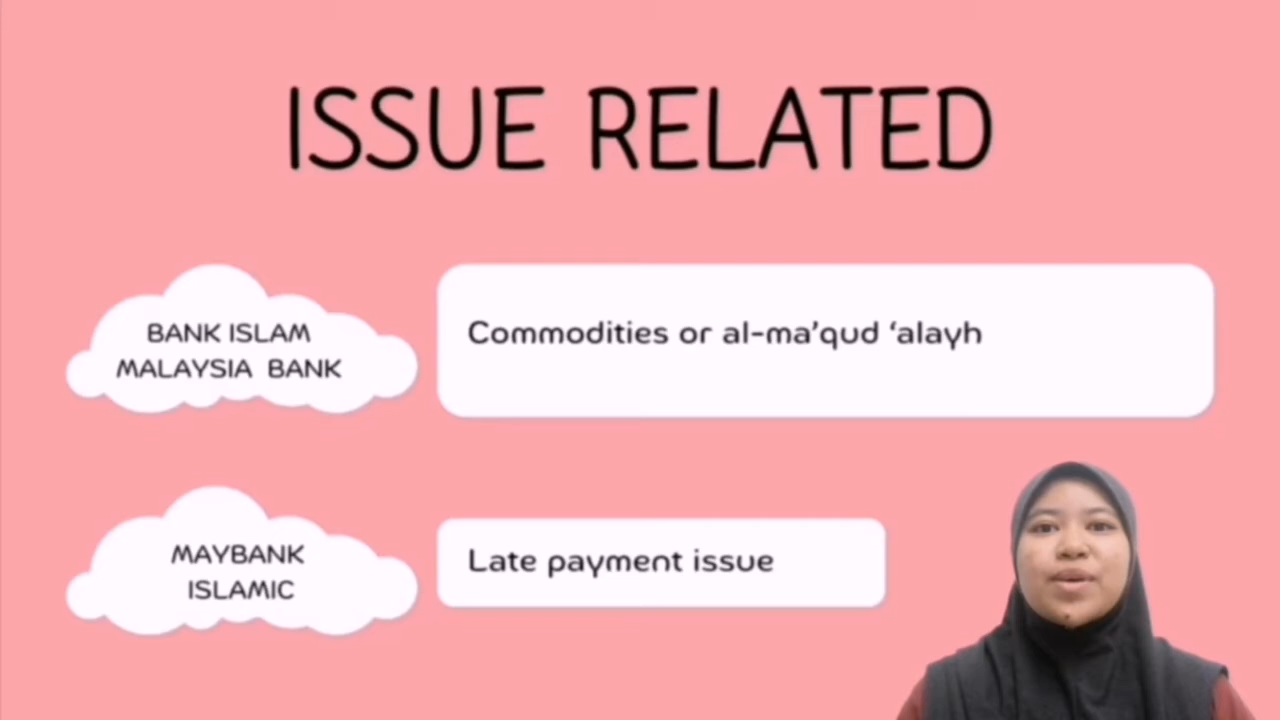 ISSUE RELATED
BANK ISLAM
MALAYSIA BANK
Commodities or al-ma'qud ‘alayh
MAYBANK
ISLAMIC
Late payment issue